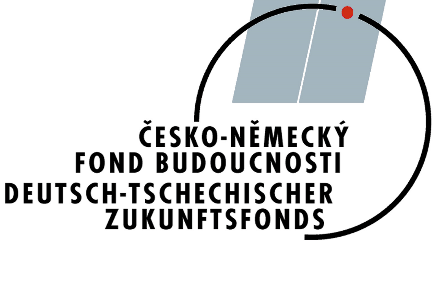 ČESKO-NĚMECKÝ
FOND BUDOUCNOSTI
DEUTSCH-TSCHECHISCHER
ZUKUNFTSFONDS